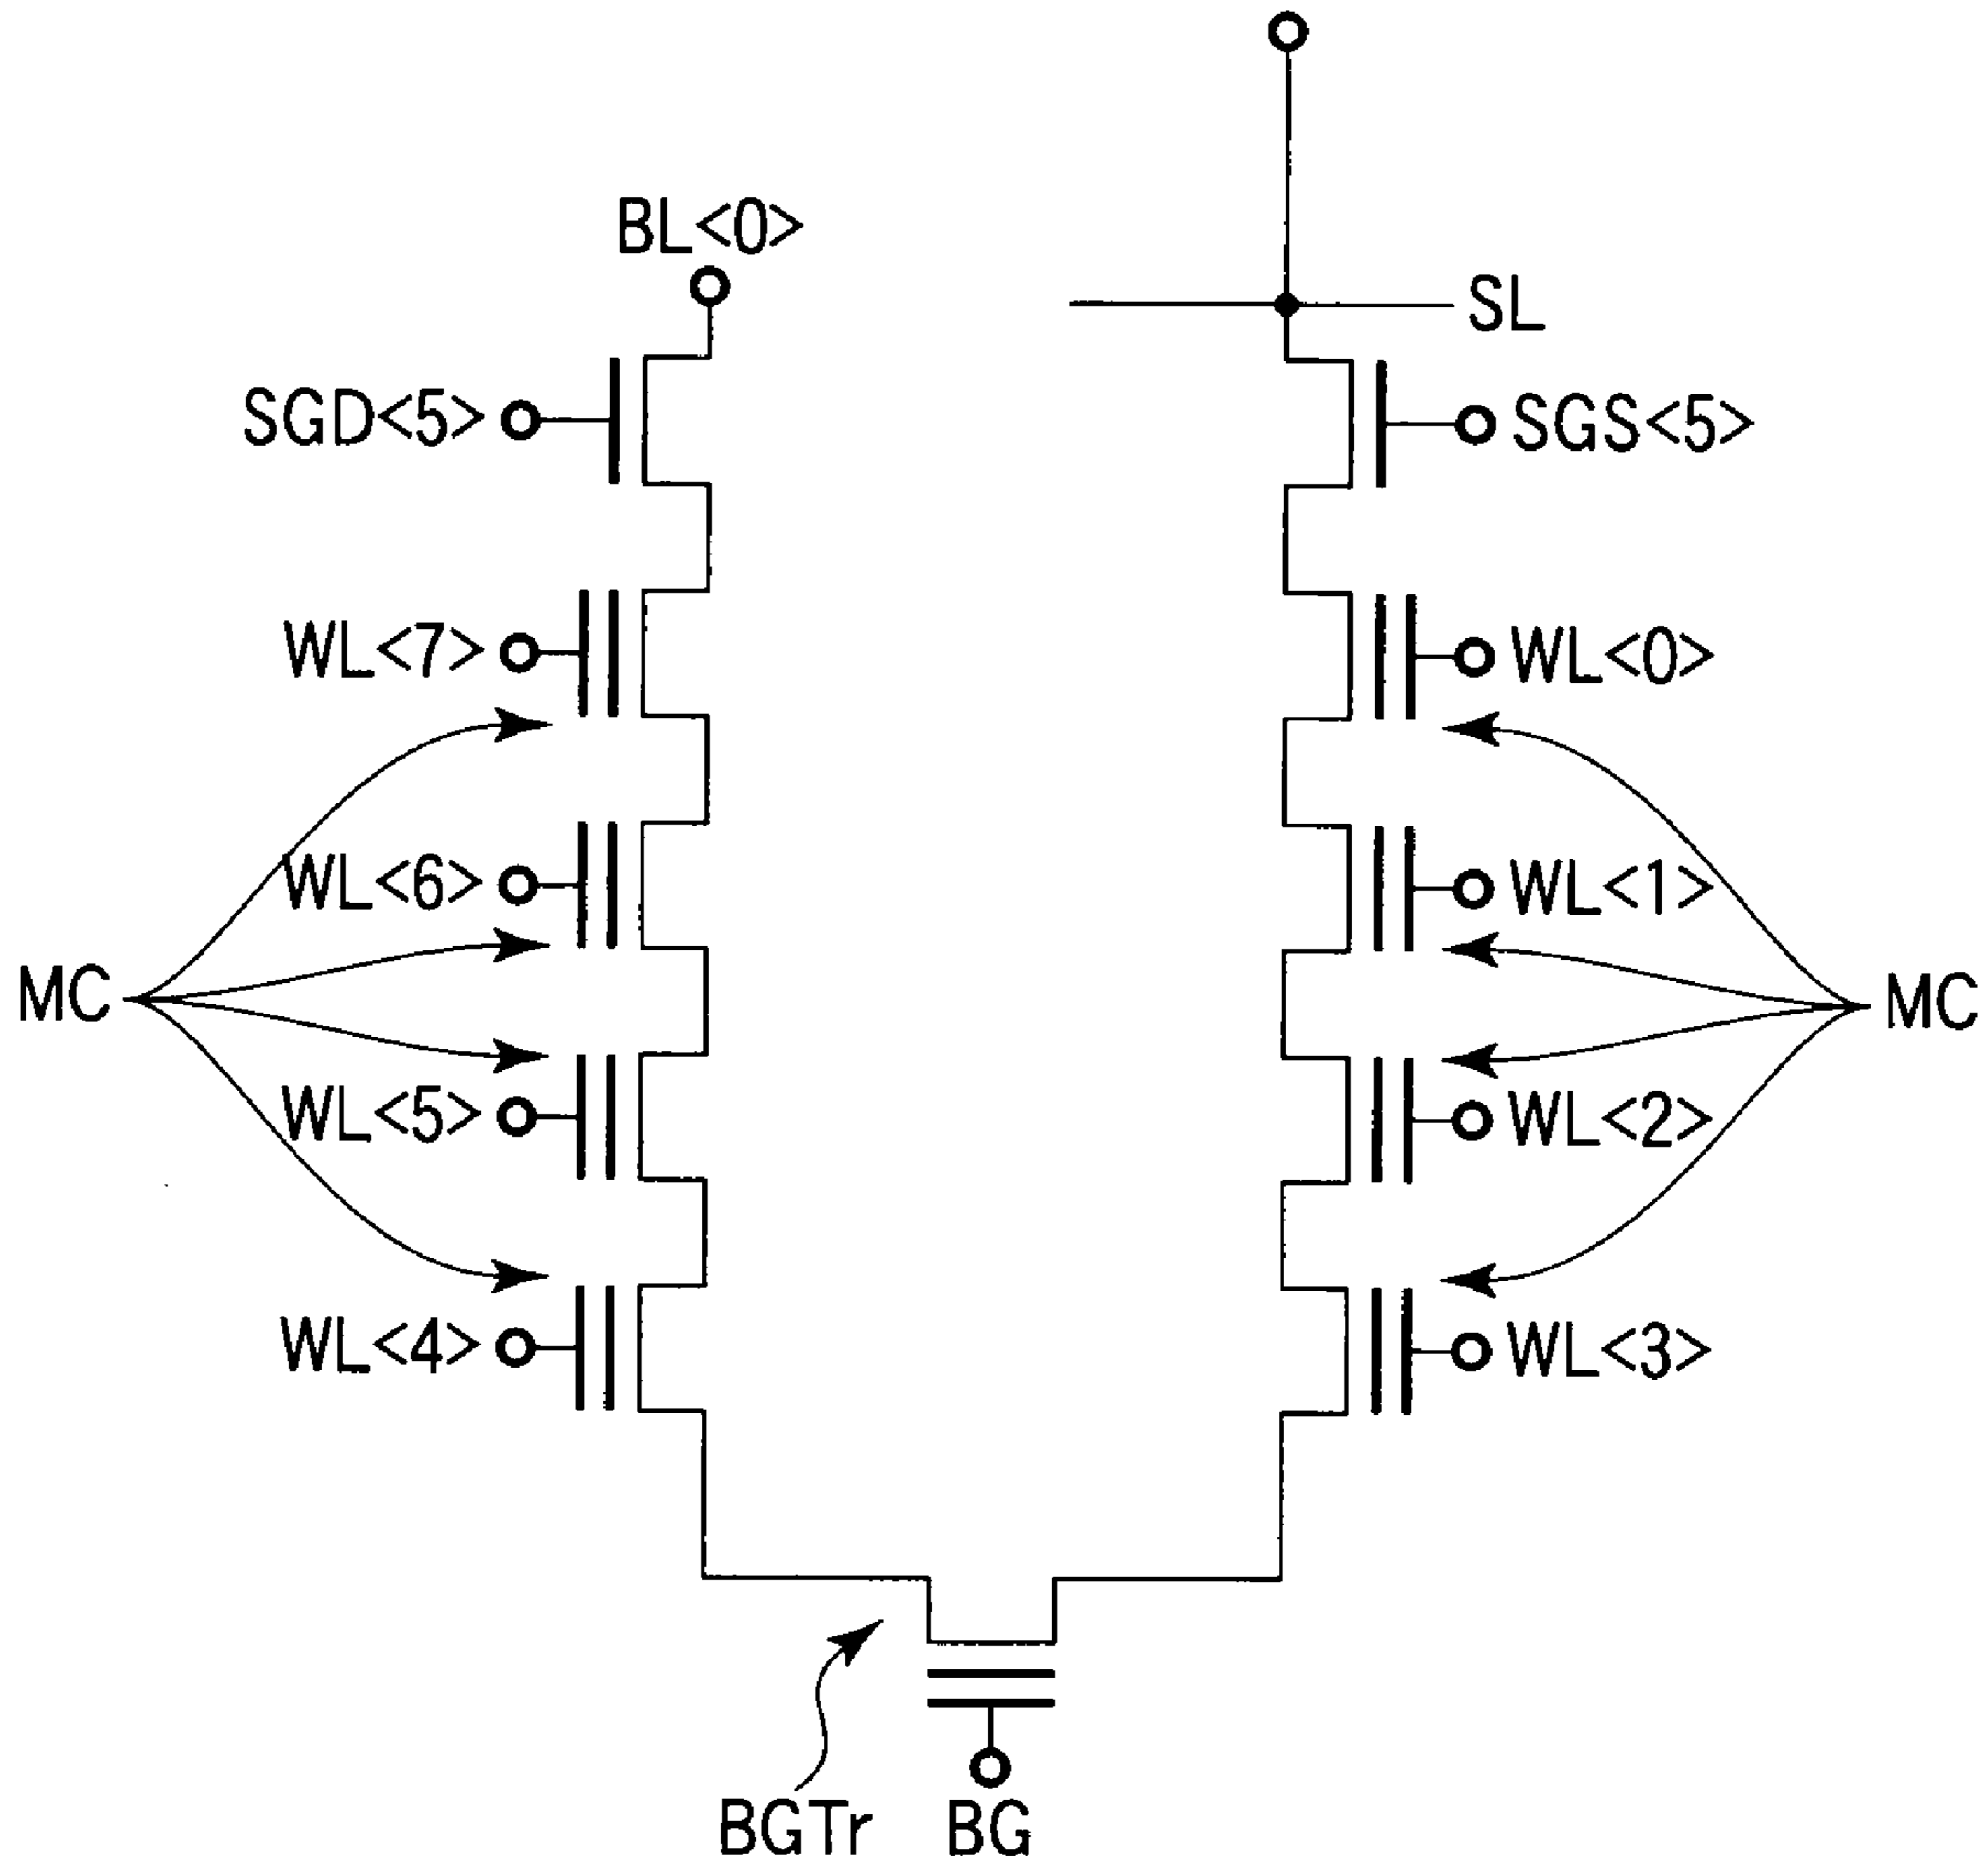 BL<0>
SL
SGD<5>
SGS<5>
WL<7>
WL<0>
WL<6>
WL<1>
MC
MC
WL<5>
WL<2>
WL<4>
WL<3>
BGTr
BG